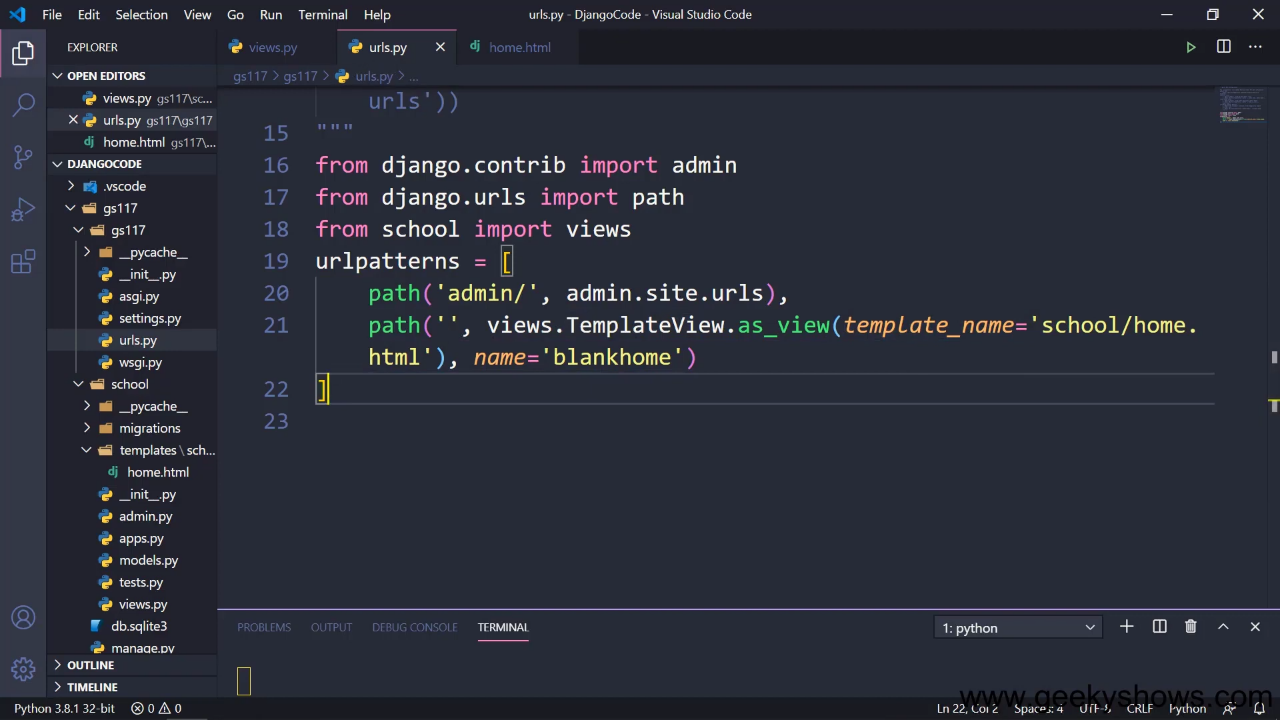 File Edit Selection View Go Run Terminal Help urls.py - DjangoCode - Visual Studio Code
EXPLORER
views.py urls.py home.html
OPEN EDITORS
views.py gs117\sc...
urls.py gs117\gs117
home.html gs117\...
DJANGOCODE
.vscode
gs117
gs117
__pycache__
__init__.py
asgi.py
settings.py
urls.py
wsgi.py
school
__pycache__
migrations
templates \ sch...
home.html
__init__.py
admin.py
apps.py
models.py
tests.py
views.py
db.sqlite3
manage.py
OUTLINE
TIMELINE
gs117 > gs117 > urls.py > ...
urls'))
15 """
16 from django.contrib import admin
17 from django.urls import path
18 from school import views
19 urlpatterns = [
20 path('admin/', admin.site.urls),
21 path('', views.TemplateView.as_view(template_name='school/home.
html'), name='blankhome')
22 ]
23
PROBLEMS OUTPUT DEBUG CONSOLE TERMINAL 1: python
www.geekyshows.com
Python 3.8.1 32-bit 0 0 Ln 22, Col 2 Spaces: 4 UTF-8 CRLF Python